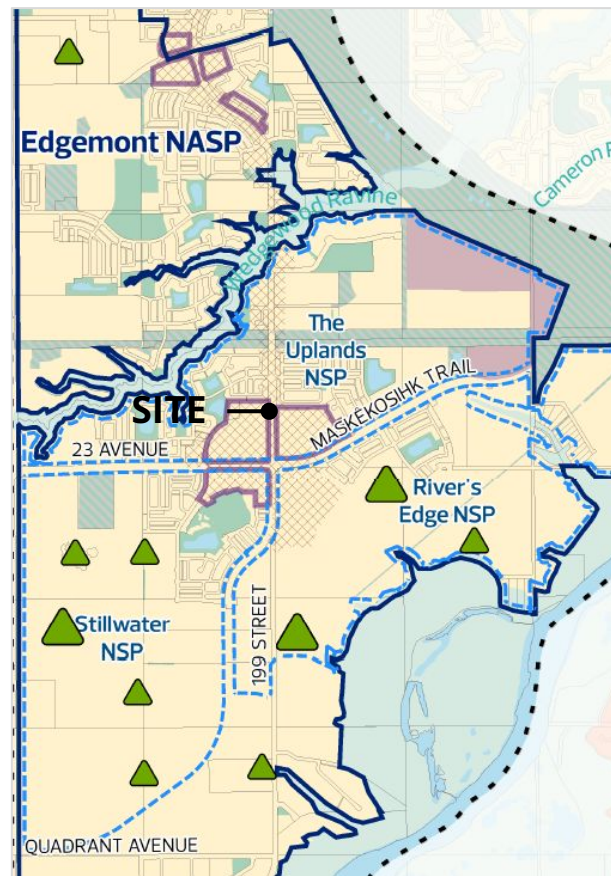 Edgemont NASP
Wedgewood Ravine
Cameron
The
Uplands
NSP
MASKÊKOSIHK TRAIL
SITE
23 AVENUE
River's
Edge NSP
Stillwater
NSP
199 STREET
QUADRANT AVENUE